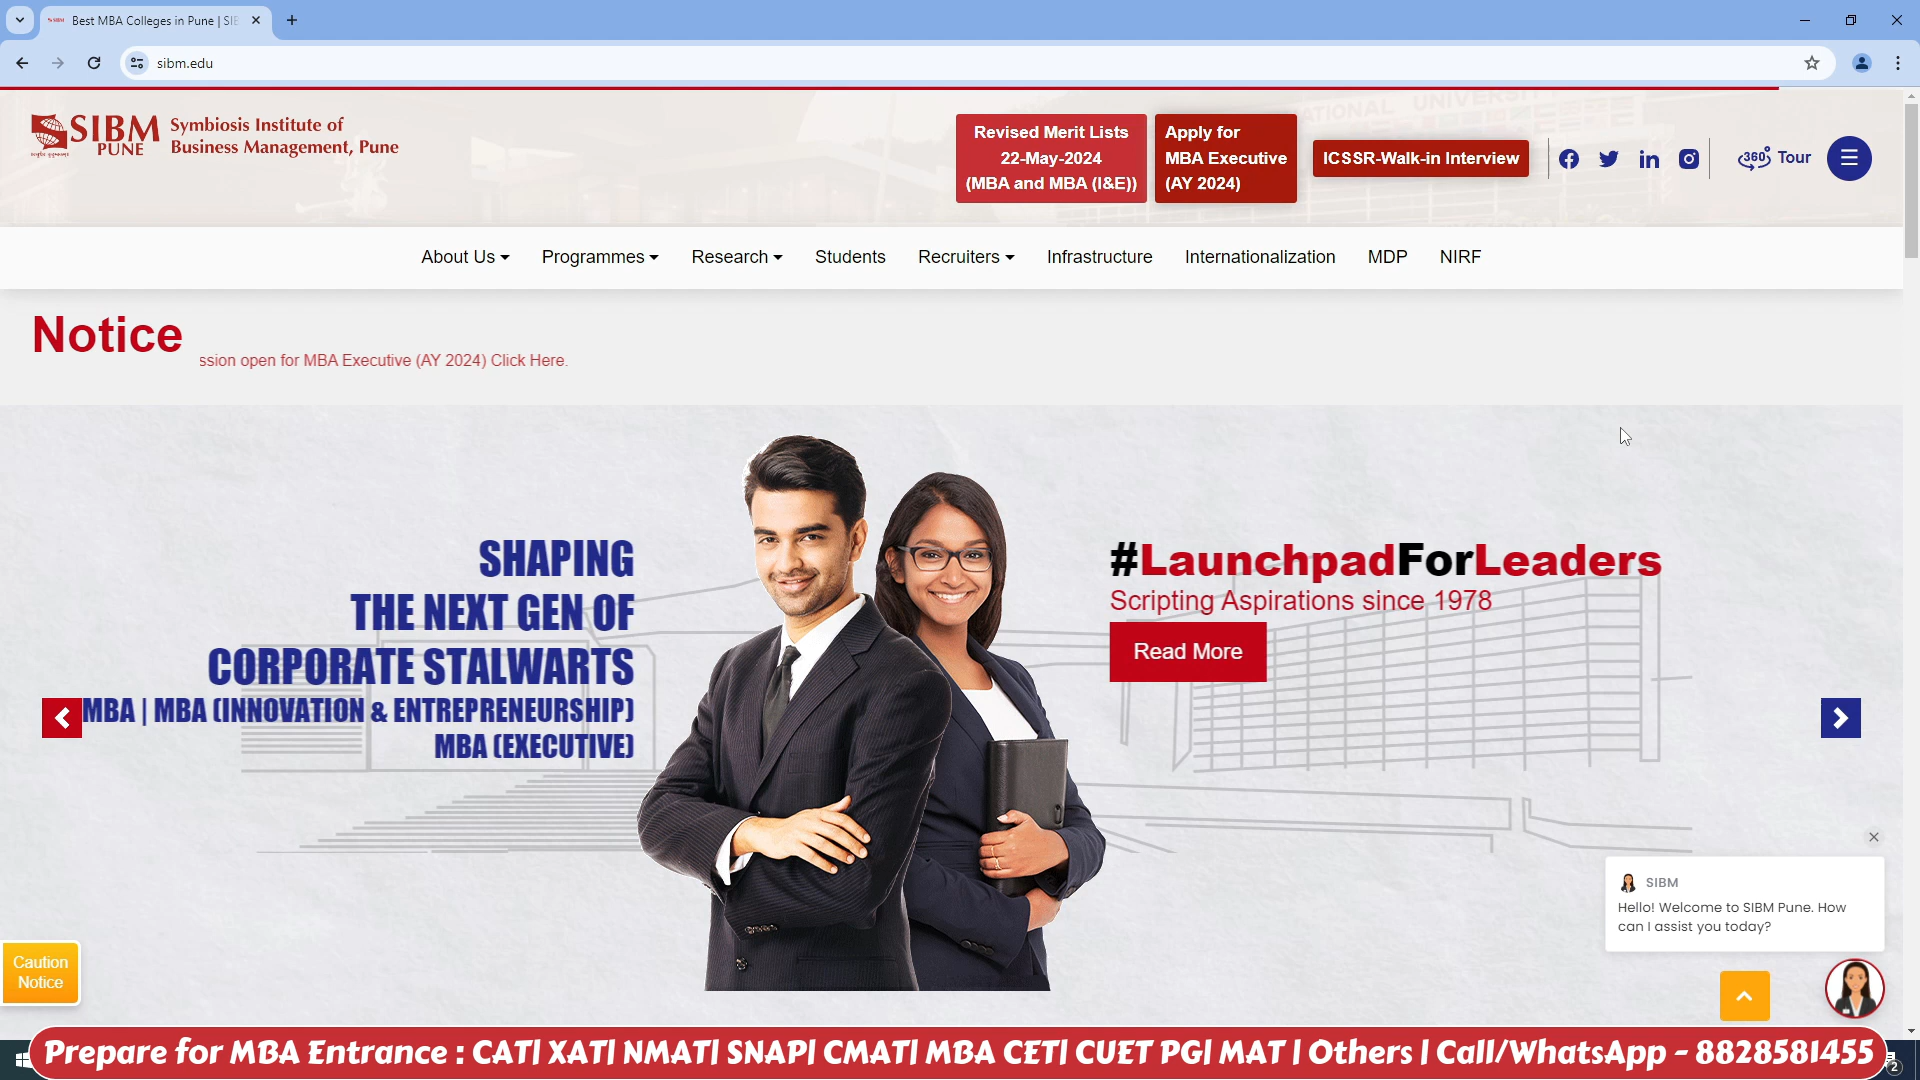 Best MBA Colleges in Pune | SIB
sibm.edu
SIBM
PUNE
Symbiosis Institute of
Business Management, Pune
Revised Merit Lists
22-May-2024
(MBA and MBA (I&E))
Apply for
MBA Executive
(AY 2024)
ICSSR-Walk-in Interview
360° Tour
About Us
Programmes
Research
Students
Recruiters
Infrastructure
Internationalization
MDP
NIRF
Notice
ssion open for MBA Executive (AY 2024) Click Here.
SHAPING
THE NEXT GEN OF
CORPORATE STALWARTS
MBA | MBA (INNOVATION & ENTREPRENEURSHIP)
MBA (EXECUTIVE)
#LaunchpadForLeaders
Scripting Aspirations since 1978
Read More
SIBM
Hello! Welcome to SIBM Pune. How
can I assist you today?
Caution
Notice
Prepare for MBA Entrance : CAT| XAT| NMAT| SNAP| CMAT| MBA CET| CUET PG| MAT | Others | Call/WhatsApp - 8828581455
2